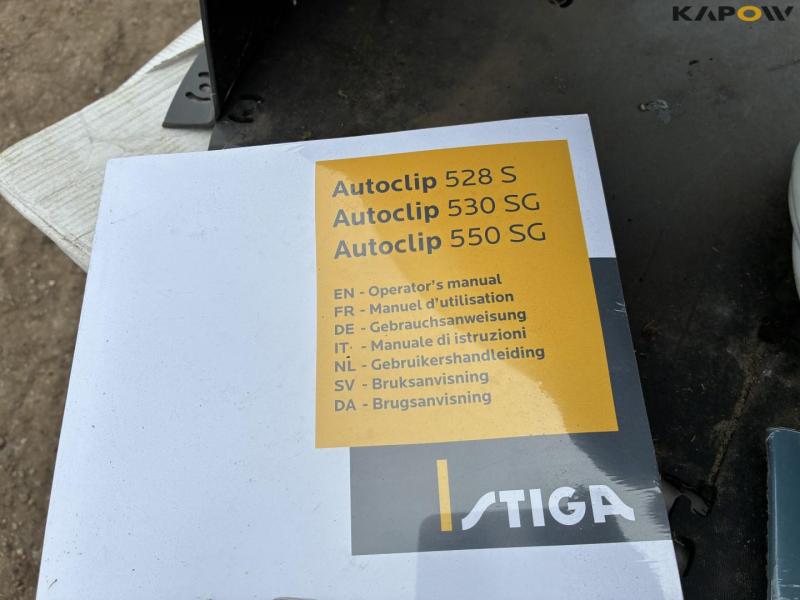 KAPOW
Autoclip 528 S
Autoclip 530 SG
Autoclip 550 SG
EN - Operator's manual
FR - Manuel d'utilisation
DE - Gebrauchsanweisung
IT - Manuale di istruzioni
NL - Gebruikershandleiding
SV - Bruksanvisning
DA - Brugsanvisning
STIGA